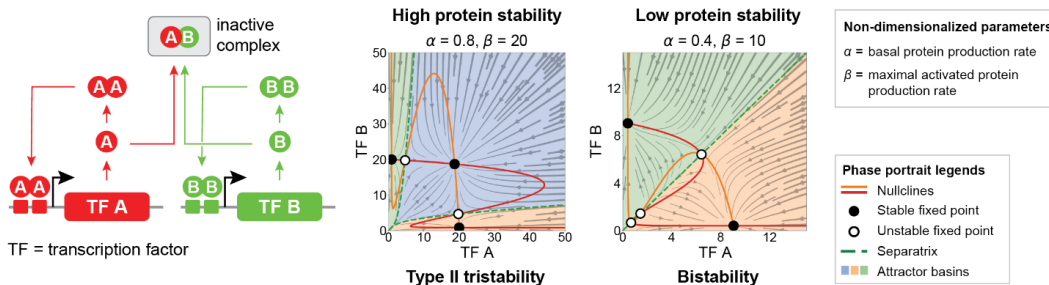 inactive
complex
A B
A A
B B
A
B
A A
B B
TF A
TF B
TF = transcription factor
High protein stability
α = 0.8, β = 20
50
40
30
20
10
0
TF B
0 10 20 30 40 50
TF A
Type II tristability
Low protein stability
α = 0.4, β = 10
12
8
4
0
TF B
0 4 8 12
TF A
Bistability
Non-dimensionalized parameters
α = basal protein production rate
β = maximal activated protein
production rate
Phase portrait legends
Nullclines
Stable fixed point
Unstable fixed point
Separatrix
Attractor basins